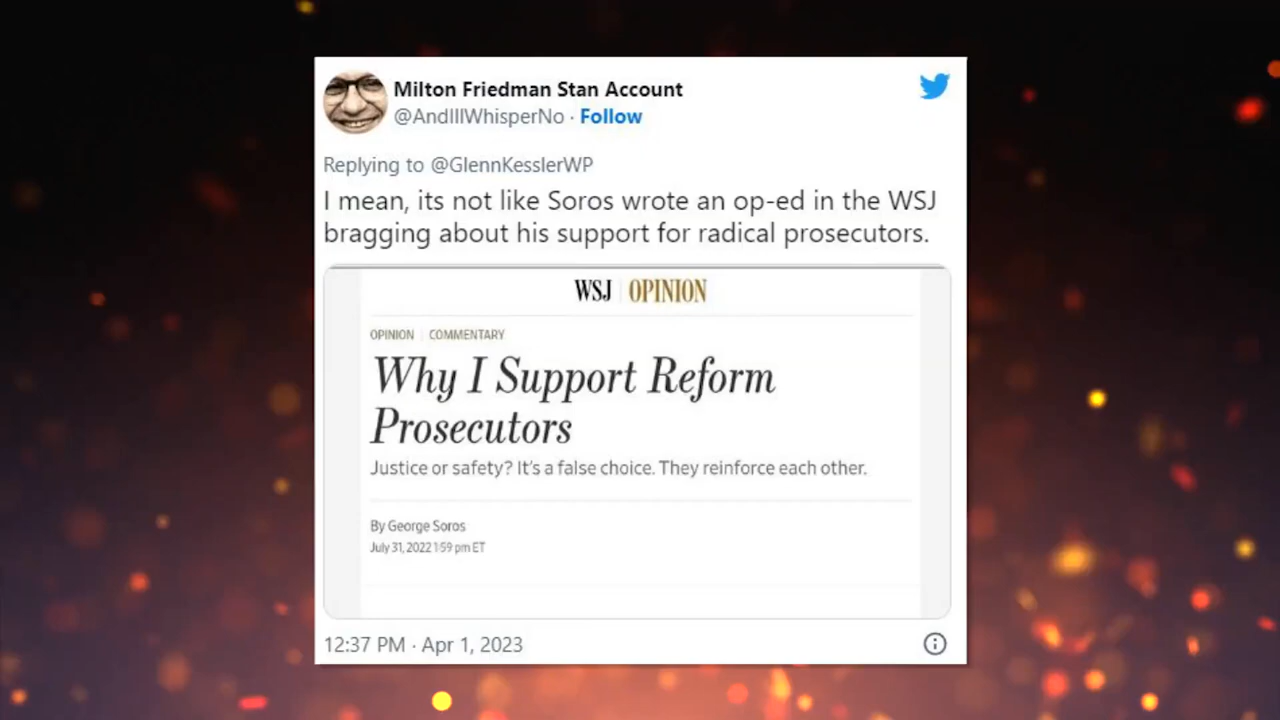 Milton Friedman Stan Account
@AndIllWhisperNo · Follow
Replying to @GlennKesslerWP
I mean, its not like Soros wrote an op-ed in the WSJ
bragging about his support for radical prosecutors.
WSJ | OPINION
OPINION | COMMENTARY
Why I Support Reform
Prosecutors
Justice or safety? It's a false choice. They reinforce each other.
By George Soros
July 31, 2022 1:59 pm ET
12:37 PM · Apr 1, 2023